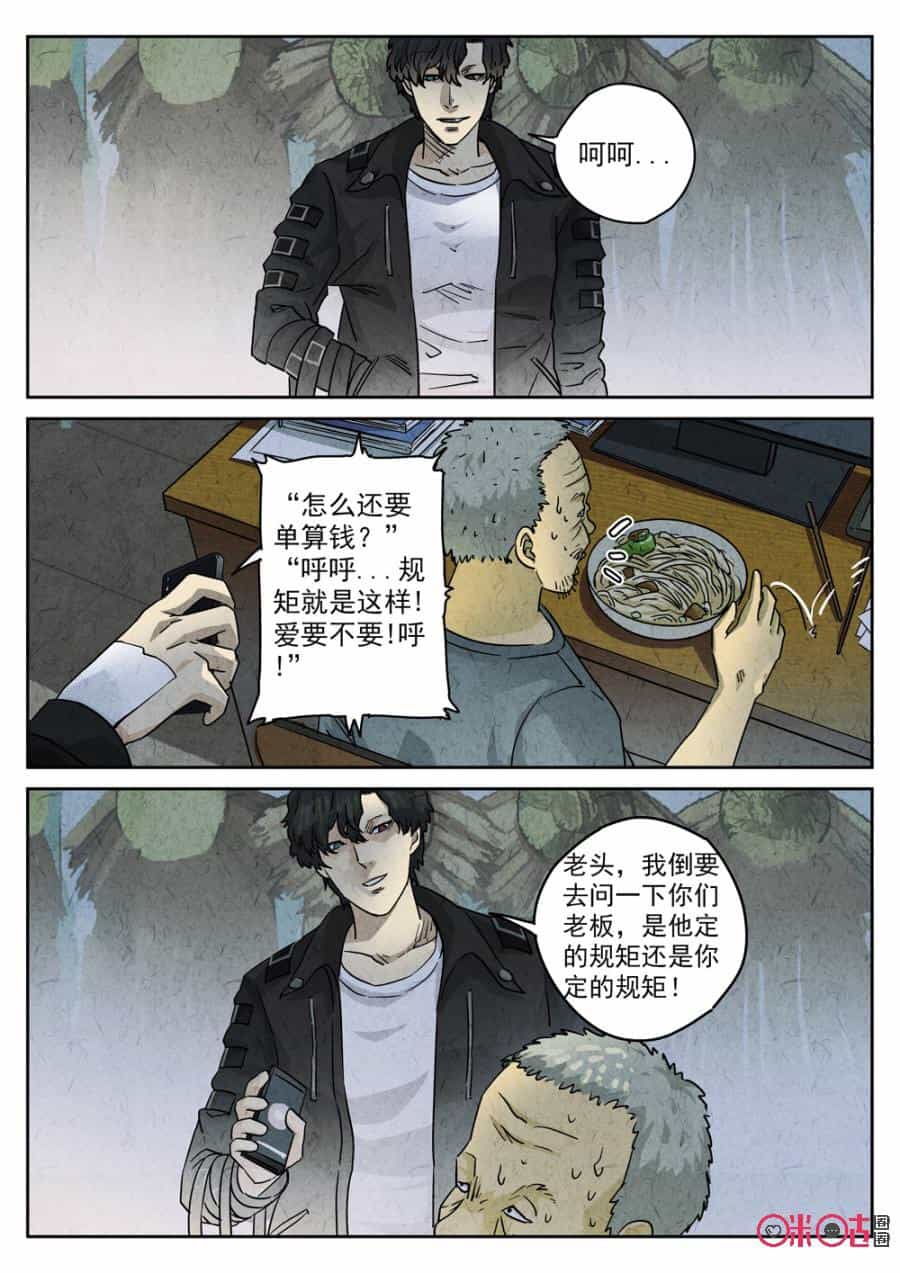 呵呵...
“怎么还要
单算钱？”
“呼呼...规
矩就是这样！
爱要不要！呼
！”
老头，我倒要
去问一下你们
老板，是他定
的规矩还是你
定的规矩！
咪咕
圈圈